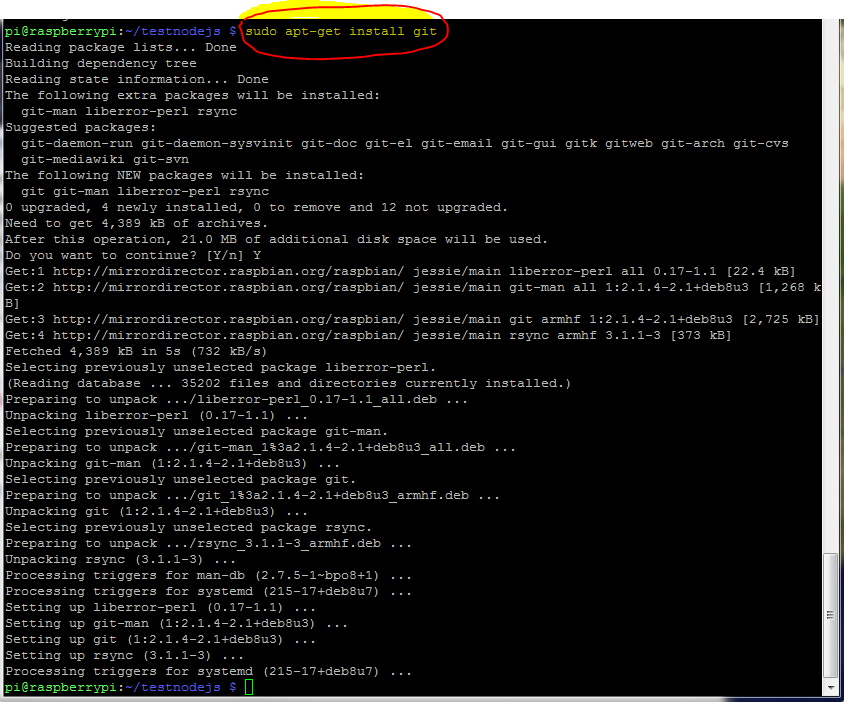 pi@raspberrypi:~/testnodejs $ sudo apt-get install git
Reading package lists... Done
Building dependency tree
Reading state information... Done
The following extra packages will be installed:
  git-man liberror-perl rsync
Suggested packages:
  git-daemon-run git-daemon-sysvinit git-doc git-el git-email git-gui gitk gitweb git-arch git-cvs
  git-mediawiki git-svn
The following NEW packages will be installed:
  git git-man liberror-perl rsync
0 upgraded, 4 newly installed, 0 to remove and 12 not upgraded.
Need to get 4,389 kB of archives.
After this operation, 21.0 MB of additional disk space will be used.
Do you want to continue? [Y/n] Y
Get:1 http://mirrordirector.raspbian.org/raspbian/ jessie/main liberror-perl all 0.17-1.1 [22.4 kB]
Get:2 http://mirrordirector.raspbian.org/raspbian/ jessie/main git-man all 1:2.1.4-2.1+deb8u3 [1,268 k
B]
Get:3 http://mirrordirector.raspbian.org/raspbian/ jessie/main git armhf 1:2.1.4-2.1+deb8u3 [2,725 kB]
Get:4 http://mirrordirector.raspbian.org/raspbian/ jessie/main rsync armhf 3.1.1-3 [373 kB]
Fetched 4,389 kB in 5s (732 kB/s)
Selecting previously unselected package liberror-perl.
(Reading database ... 35202 files and directories currently installed.)
Preparing to unpack .../liberror-perl_0.17-1.1_all.deb ...
Unpacking liberror-perl (0.17-1.1) ...
Selecting previously unselected package git-man.
Preparing to unpack .../git-man_1%3a2.1.4-2.1+deb8u3_all.deb ...
Unpacking git-man (1:2.1.4-2.1+deb8u3) ...
Selecting previously unselected package git.
Preparing to unpack .../git_1%3a2.1.4-2.1+deb8u3_armhf.deb ...
Unpacking git (1:2.1.4-2.1+deb8u3) ...
Selecting previously unselected package rsync.
Preparing to unpack .../rsync_3.1.1-3_armhf.deb ...
Unpacking rsync (3.1.1-3) ...
Processing triggers for man-db (2.7.5-1~bpo8+1) ...
Processing triggers for systemd (215-17+deb8u7) ...
Setting up liberror-perl (0.17-1.1) ...
Setting up git-man (1:2.1.4-2.1+deb8u3) ...
Setting up git (1:2.1.4-2.1+deb8u3) ...
Setting up rsync (3.1.1-3) ...
Processing triggers for systemd (215-17+deb8u7) ...
pi@raspberrypi:~/testnodejs $